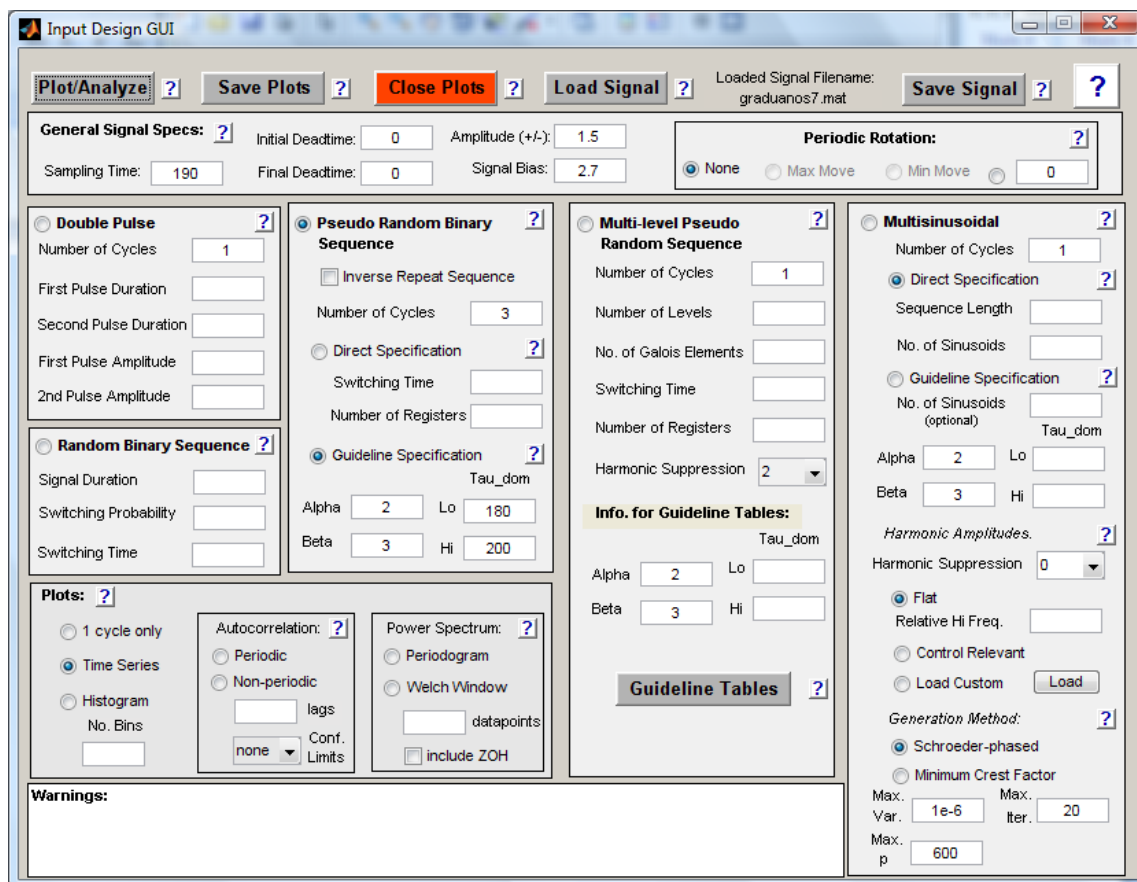 Input Design GUI
Plot/Analyze ? Save Plots ? Close Plots ? Load Signal ? Loaded Signal Filename: graduanos7.mat Save Signal ? ?
General Signal Specs: ? Initial Deadtime: 0 Amplitude (+/-): 1.5
Sampling Time: 190 Final Deadtime: 0 Signal Bias: 2.7
Periodic Rotation: ?
None Max Move Min Move 0
Double Pulse ?
Number of Cycles 1
First Pulse Duration
Second Pulse Duration
First Pulse Amplitude
2nd Pulse Amplitude
Random Binary Sequence ?
Signal Duration
Switching Probability
Switching Time
Pseudo Random Binary ?
Sequence
Inverse Repeat Sequence
Number of Cycles 3
Direct Specification ?
Switching Time
Number of Registers
Guideline Specification ?
Tau_dom
Alpha 2 Lo 180
Beta 3 Hi 200
Multi-level Pseudo ?
Random Sequence
Number of Cycles 1
Number of Levels
No. of Galois Elements
Switching Time
Number of Registers
Harmonic Suppression 2
Info. for Guideline Tables:
Tau_dom
Alpha 2 Lo
Beta 3 Hi
Guideline Tables ?
Multisinusoidal ?
Number of Cycles 1
Direct Specification ?
Sequence Length
No. of Sinusoids
Guideline Specification ?
No. of Sinusoids
(optional)
Tau_dom
Alpha 2 Lo
Beta 3 Hi
Harmonic Amplitudes. ?
Harmonic Suppression 0
Flat
Relative Hi Freq.
Control Relevant
Load Custom Load
Generation Method: ?
Schroeder-phased
Minimum Crest Factor
Max. Var. 1e-6 Max. Iter. 20
Max. p 600
Plots: ?
1 cycle only
Time Series
Histogram
No. Bins
Autocorrelation: ?
Periodic
Non-periodic
lags
none Conf. Limits
Power Spectrum: ?
Periodogram
Welch Window
datapoints
include ZOH
Warnings: